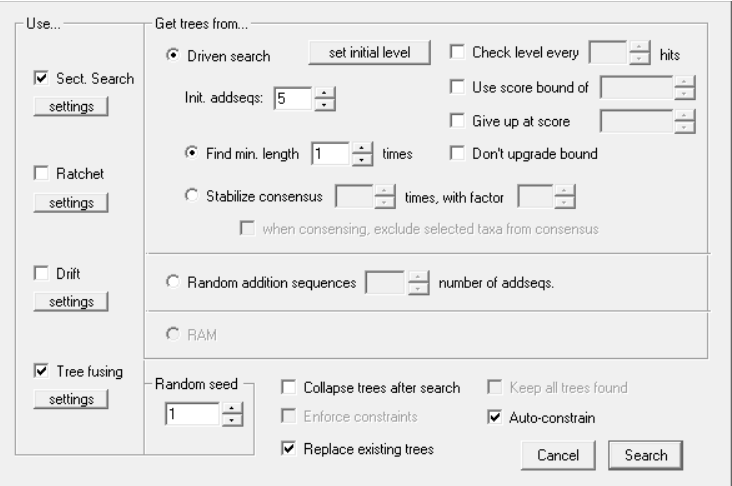 Use...
Sect. Search
settings
Ratchet
settings
Drift
settings
Tree fusing
settings
Get trees from...
Driven search
set initial level
Check level every hits
Init. addseqs: 5
Use score bound of
Give up at score
Find min. length 1 times
Don't upgrade bound
Stabilize consensus times, with factor
when consensing, exclude selected taxa from consensus
Random addition sequences number of addseqs.
RAM
Random seed
1
Collapse trees after search
Keep all trees found
Enforce constraints
Auto-constrain
Replace existing trees
Cancel
Search